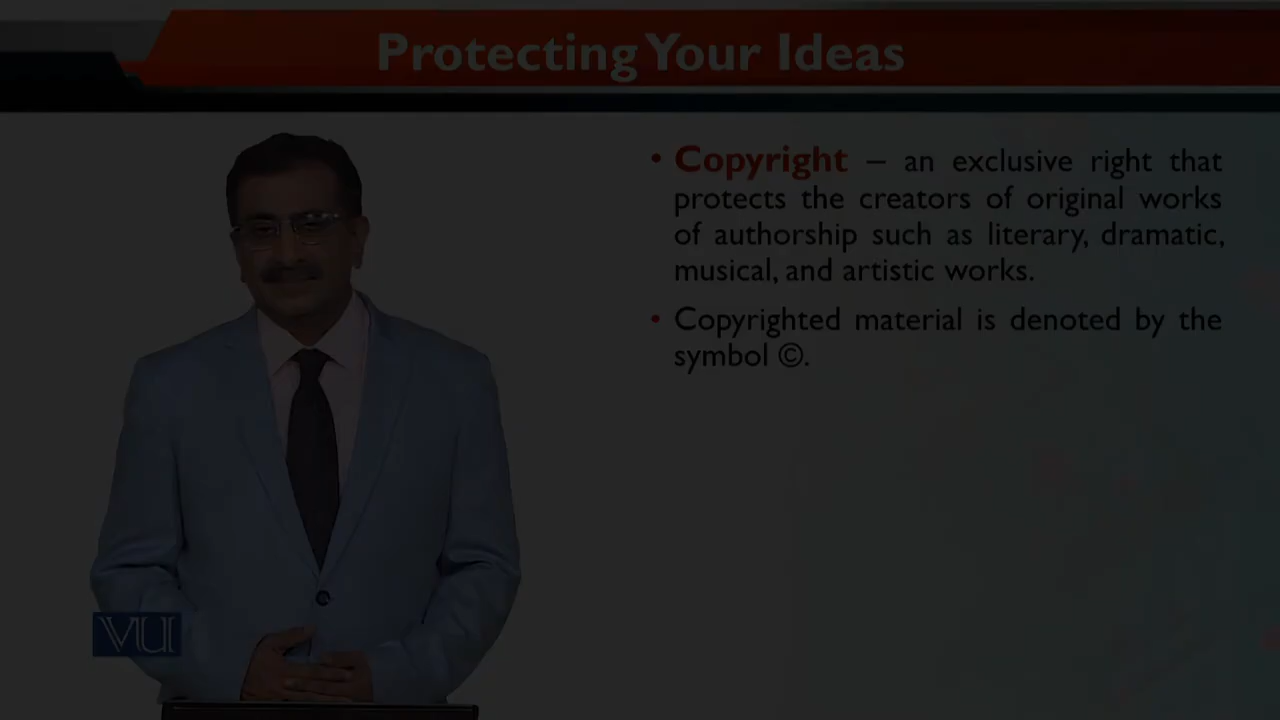 Protecting Your Ideas
• Copyright – an exclusive right that
protects the creators of original works
of authorship such as literary, dramatic,
musical, and artistic works.
• Copyrighted material is denoted by the
symbol ©.
VU